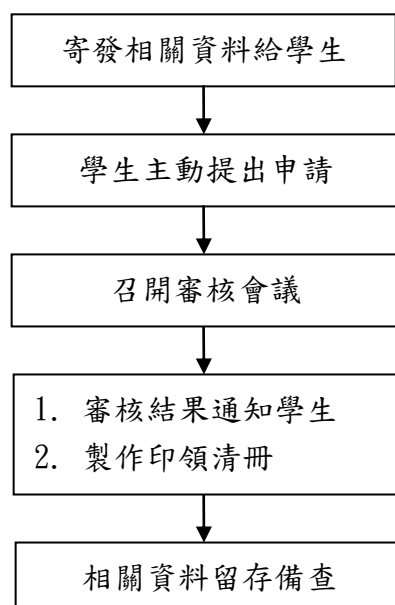 寄發相關資料給學生
學生主動提出申請
召開審核會議
1. 審核結果通知學生
2. 製作印領清冊
相關資料留存備查